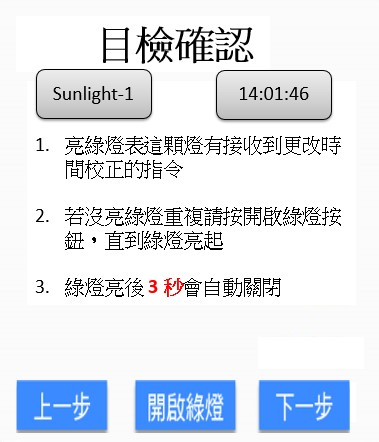 目檢確認
Sunlight-1 14:01:46
1. 亮綠燈表這顆燈有接收到更改時
間校正的指令
2. 若沒亮綠燈重複請按開啟綠燈按
鈕，直到綠燈亮起
3. 綠燈亮後 3 秒會自動關閉
上一步 開啟綠燈 下一步